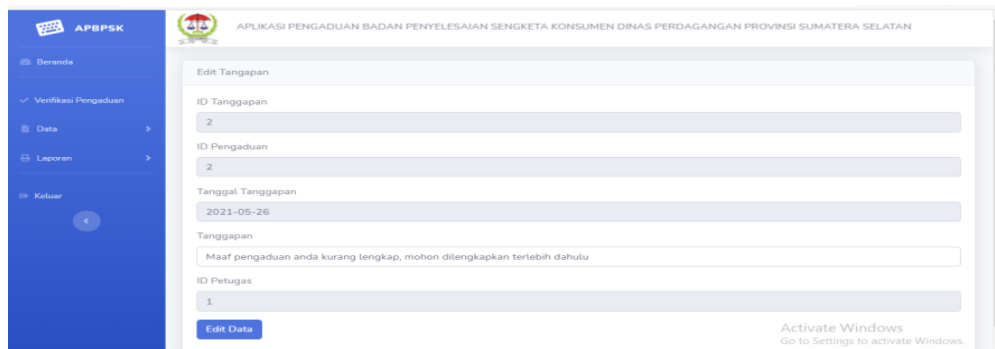 APBPSK
APLIKASI PENGADUAN BADAN PENYELESAIAN SENGKETA KONSUMEN DINAS PERDAGANGAN PROVINSI SUMATERA SELATAN
Beranda
Verifikasi Pengaduan
Data
Laporan
Keluar
Edit Tangapan
ID Tanggapan
2
ID Pengaduan
2
Tanggal Tanggapan
2021-05-26
Tanggapan
Maaf pengaduan anda kurang lengkap, mohon dilengkapkan terlebih dahulu
ID Petugas
1
Edit Data
Activate Windows
Go to Settings to activate Windows.